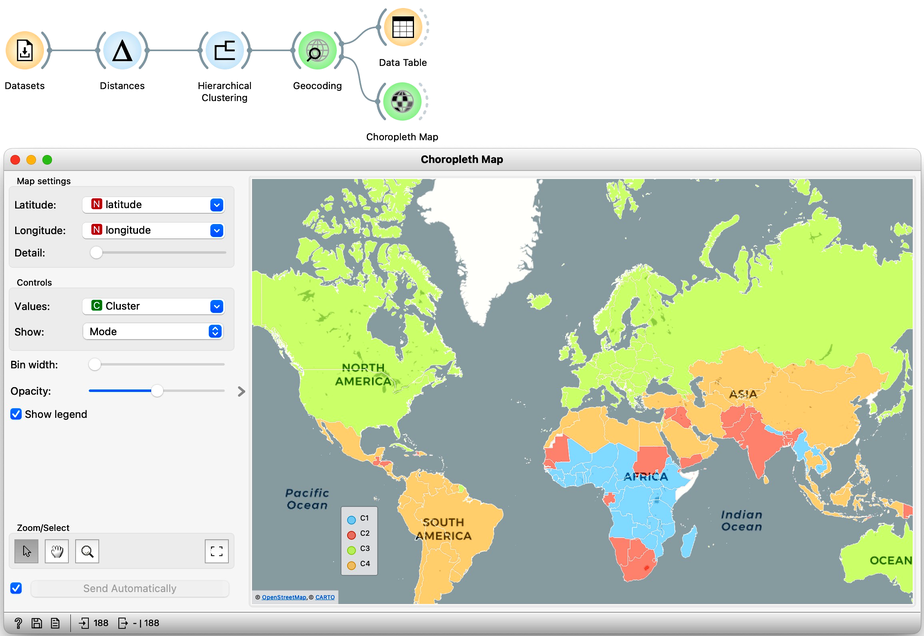 Datasets
Distances
Hierarchical
Clustering
Geocoding
Data Table
Choropleth Map
Choropleth Map
Map settings
Latitude: N latitude
Longitude: N longitude
Detail:
Controls
Values: C Cluster
Show: Mode
Bin width:
Opacity:
Show legend
Zoom/Select
Send Automatically
? 188 - | 188
NORTH
AMERICA
ASIA
AFRICA
Pacific
Ocean
SOUTH
AMERICA
Indian
Ocean
OCEAN
C1
C2
C3
C4
© OpenStreetMap, © CARTO